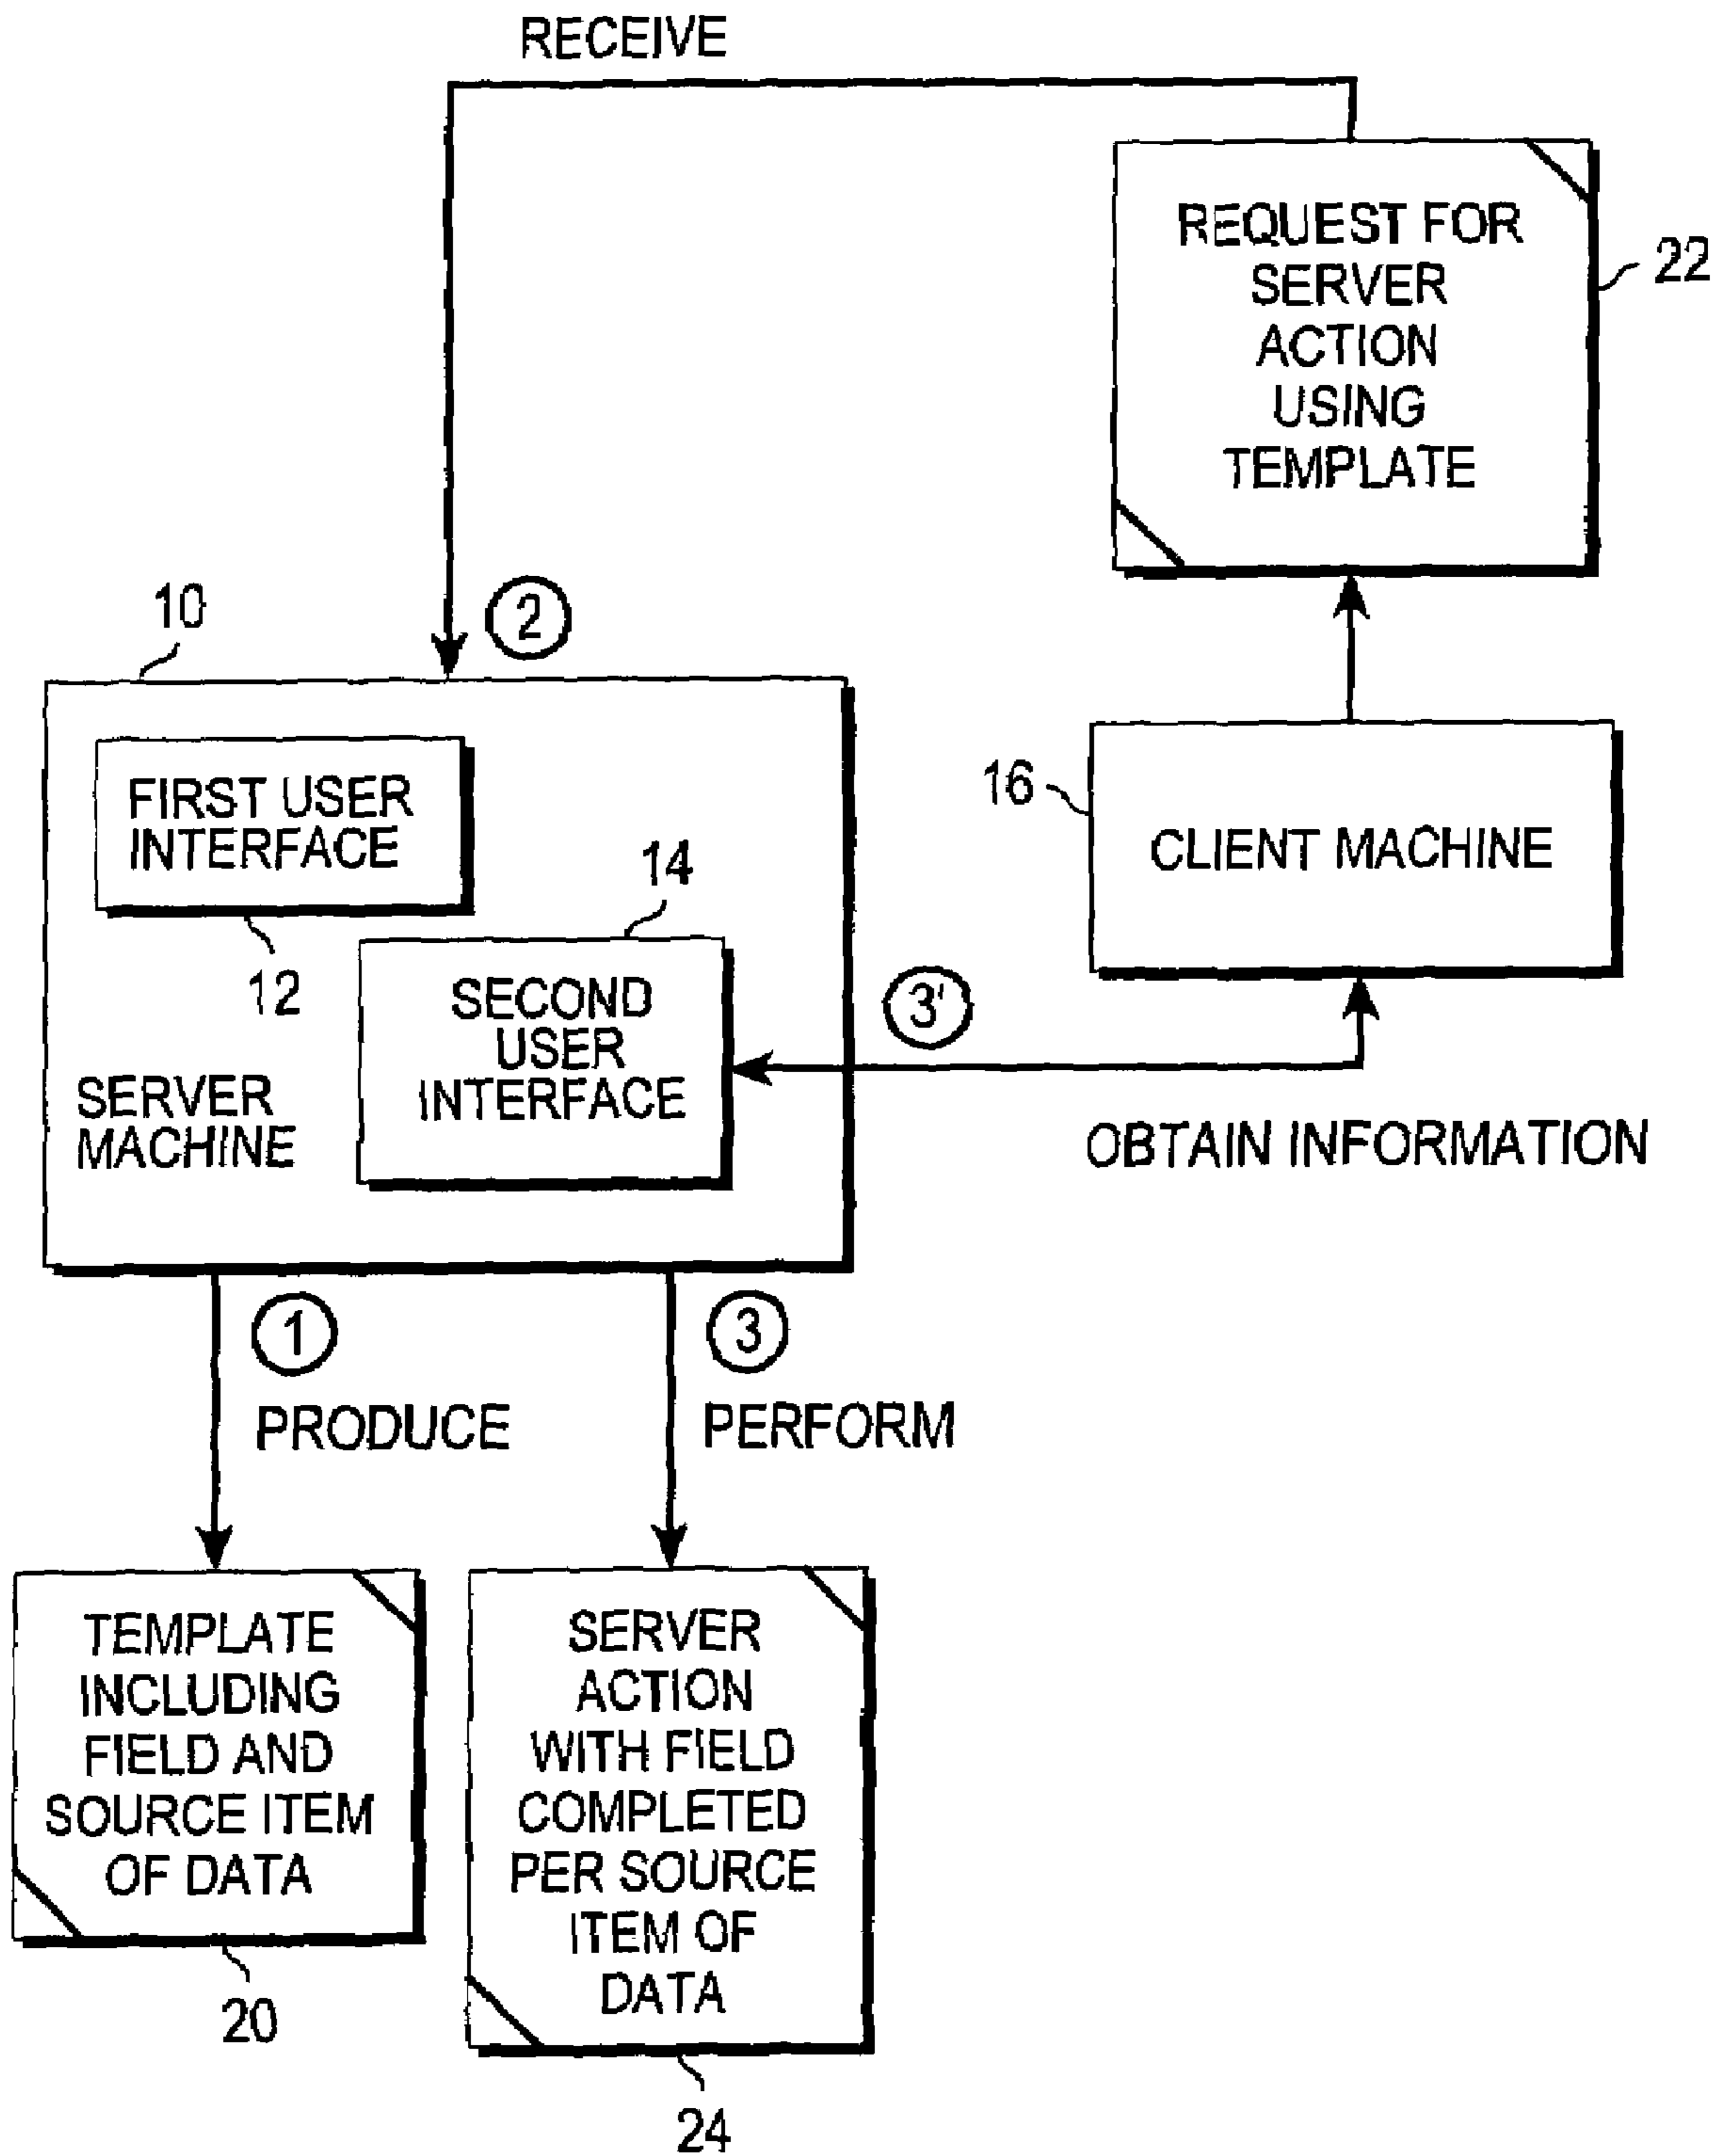 RECEIVE
REQUEST FOR
SERVER
ACTION
USING
TEMPLATE
22
10
2
FIRST USER
INTERFACE
12
14
SECOND
USER
INTERFACE
SERVER
MACHINE
16
CLIENT MACHINE
3'
OBTAIN INFORMATION
1
PRODUCE
3
PERFORM
TEMPLATE
INCLUDING
FIELD AND
SOURCE ITEM
OF DATA
20
SERVER
ACTION
WITH FIELD
COMPLETED
PER SOURCE
ITEM OF
DATA
24